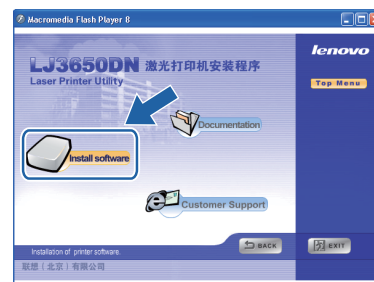 Macromedia Flash Player 8
lenovo
LJ3650DN 激光打印机安装程序
Laser Printer Utility
Top Menu
Documentation
Install software
Customer Support
Installation of printer software.
BACK
EXIT
联想（北京）有限公司